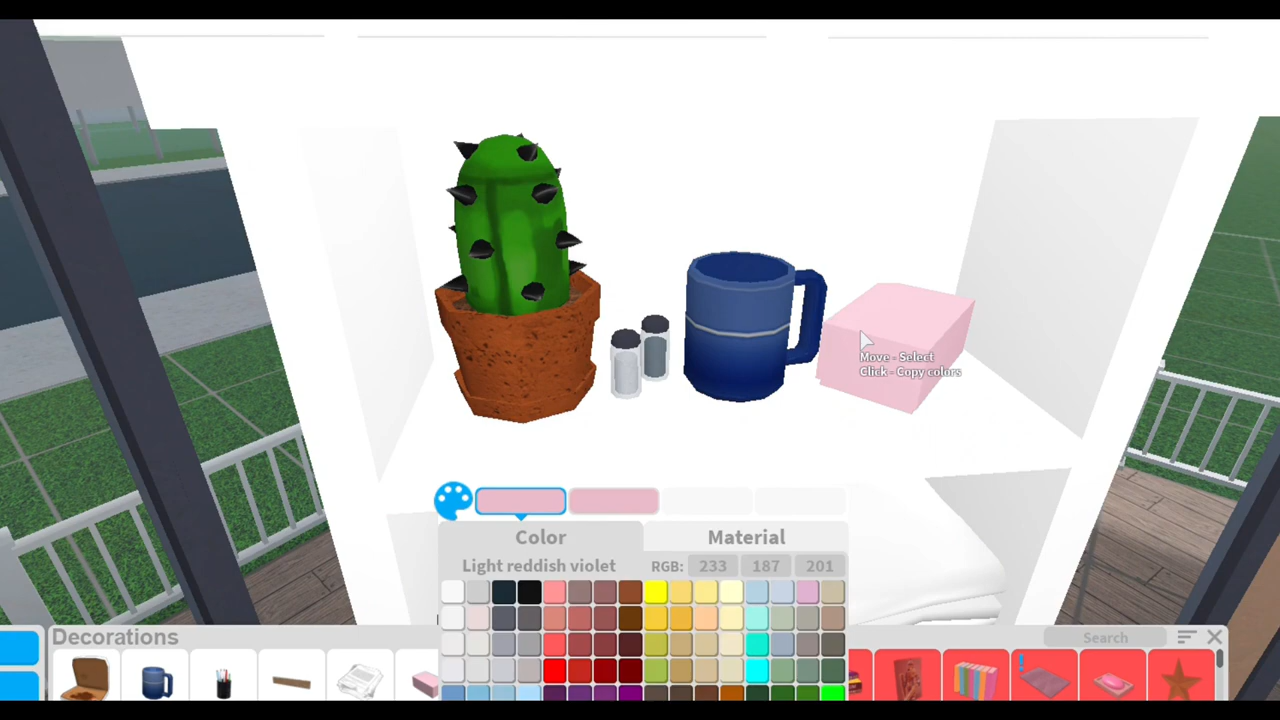 Move - Select
Click - Copy colors
Color
Material
Light reddish violet
RGB: 233 187 201
Decorations
Search